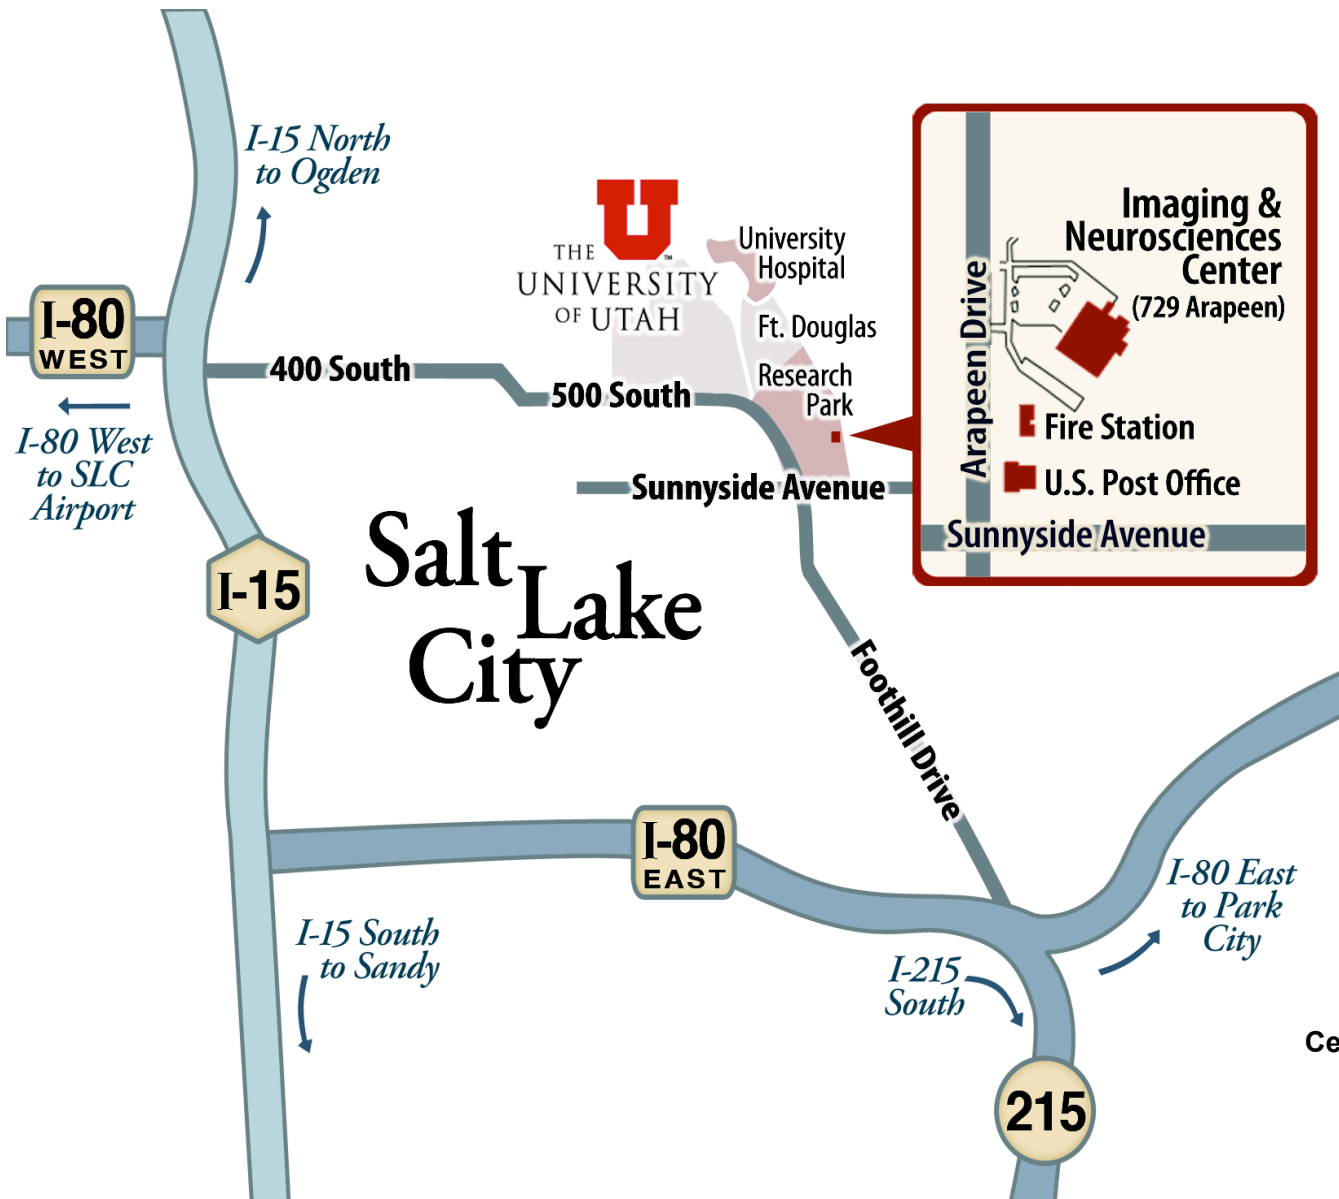 I-15 North
to Ogden
I-80
WEST
I-80 West
to SLC
Airport
400 South
500 South
THE
UNIVERSITY
OF UTAH
U
™
University
Hospital
Ft. Douglas
Research
Park
Sunnyside Avenue
Imaging &
Neurosciences
Center
(729 Arapeen)
Arapeen Drive
Fire Station
U.S. Post Office
Sunnyside Avenue
Salt
Lake
City
I-15
Foothill Drive
I-80
EAST
I-80 East
to Park
City
I-15 South
to Sandy
I-215
South
Ce
215